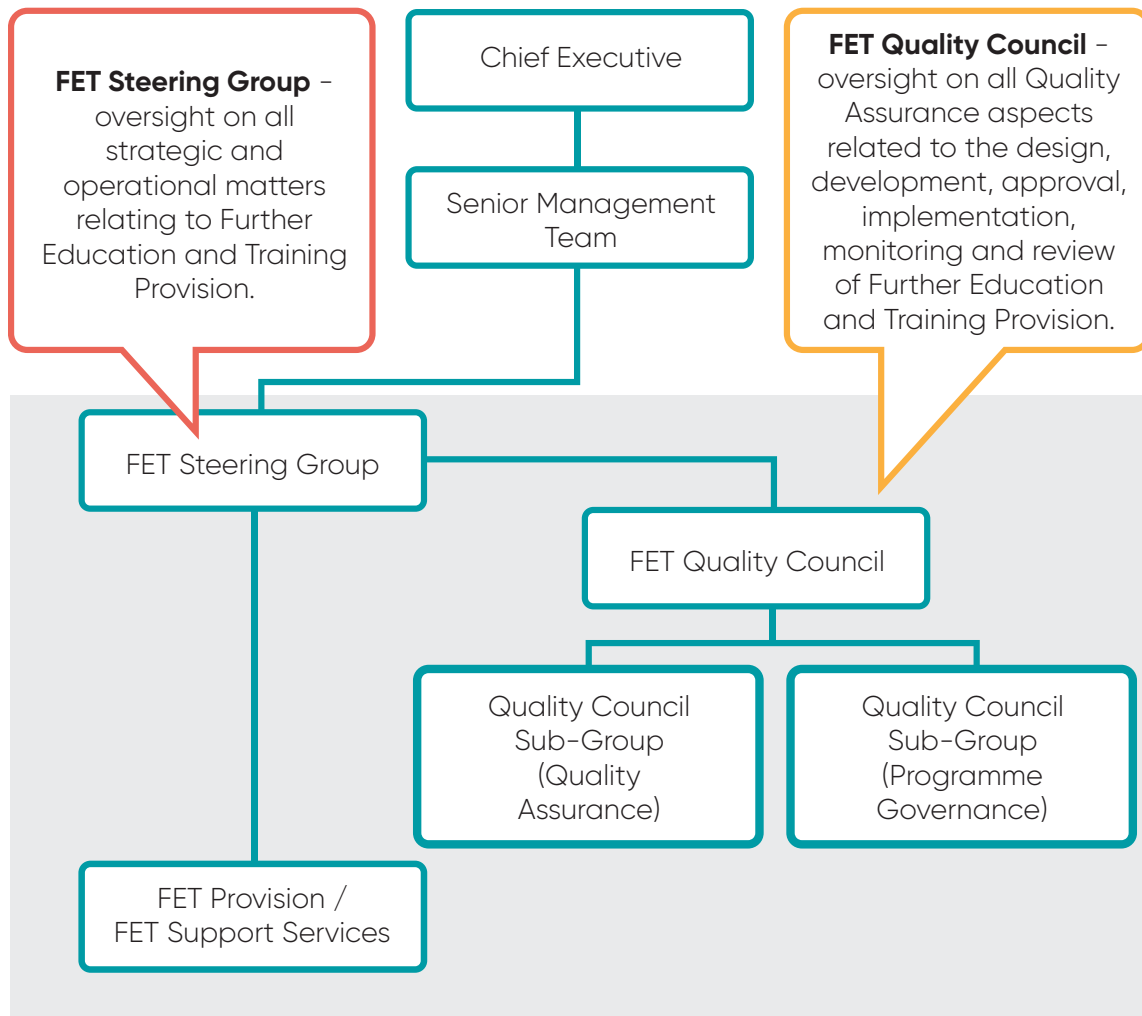 FET Steering Group –
oversight on all
strategic and
operational matters
relating to Further
Education and Training
Provision.
Chief Executive
Senior Management
Team
FET Quality Council –
oversight on all Quality
Assurance aspects
related to the design,
development, approval,
implementation,
monitoring and review
of Further Education
and Training Provision.
FET Steering Group
FET Quality Council
Quality Council
Sub-Group
(Quality
Assurance)
Quality Council
Sub-Group
(Programme
Governance)
FET Provision /
FET Support Services